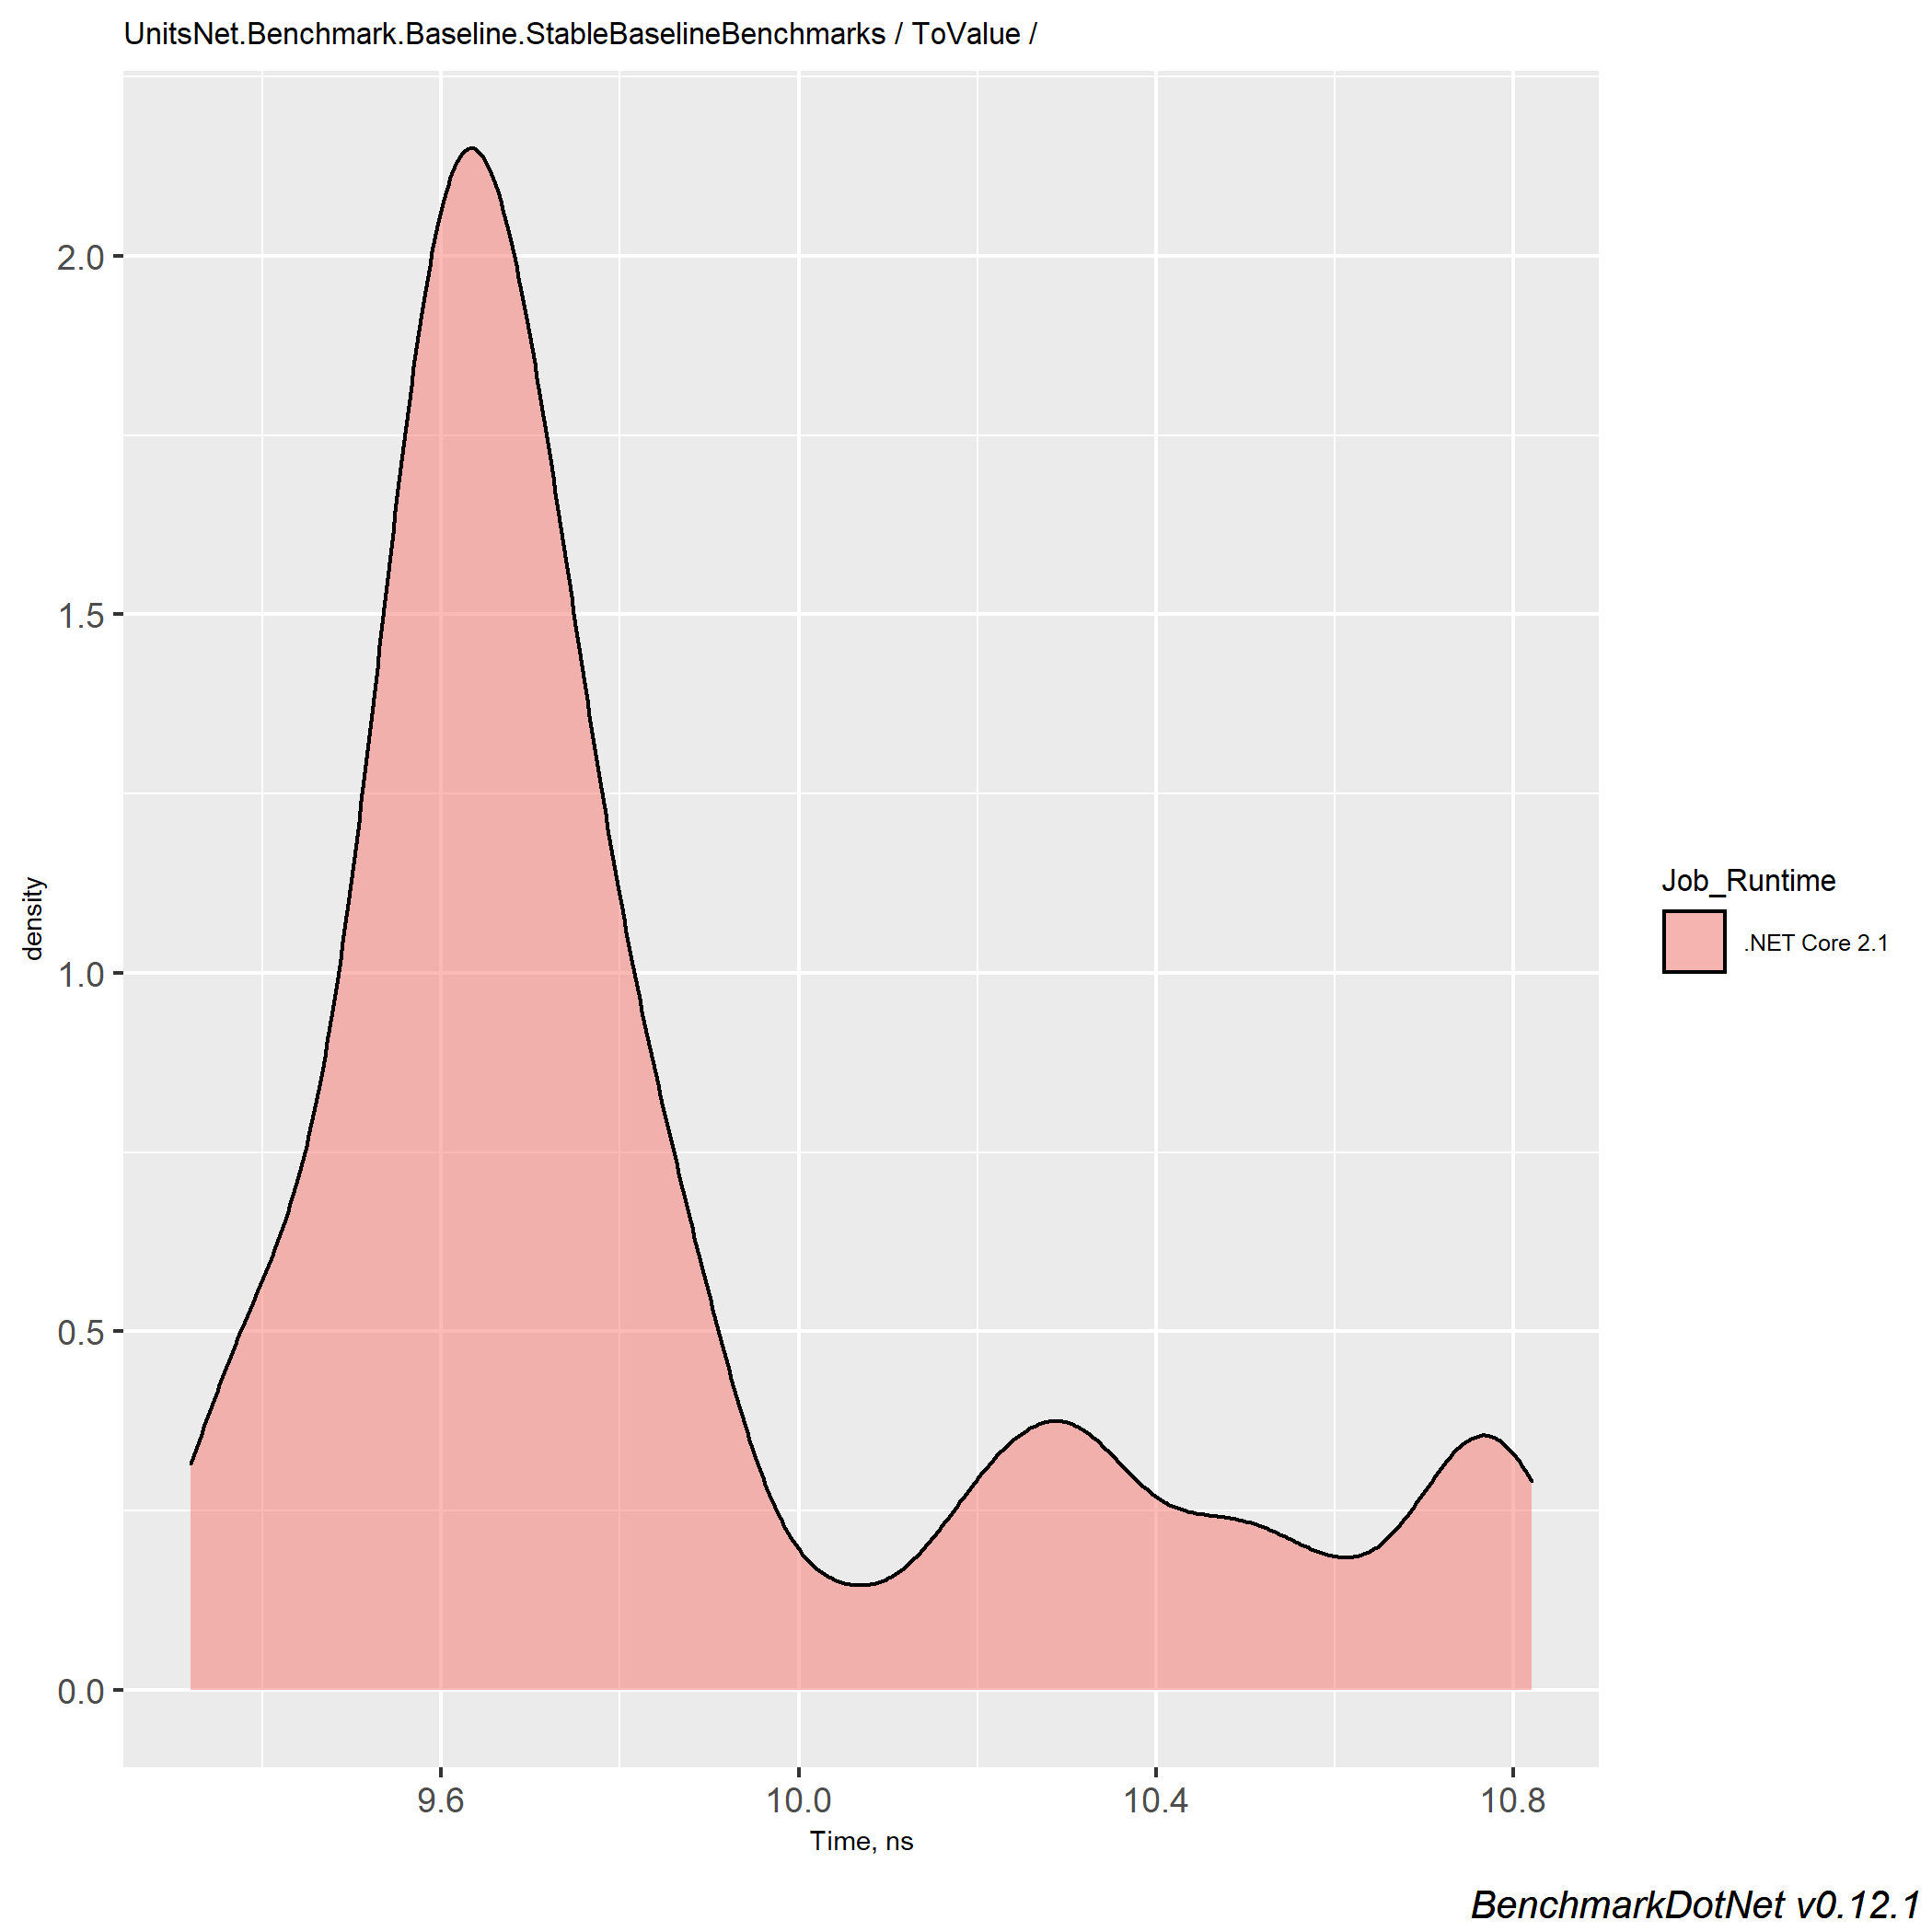 UnitsNet.Benchmark.Baseline.StableBaselineBenchmarks / ToValue /
2.0
1.5
1.0
0.5
0.0
density
9.6 10.0 10.4 10.8
Time, ns
Job_Runtime
.NET Core 2.1
BenchmarkDotNet v0.12.1